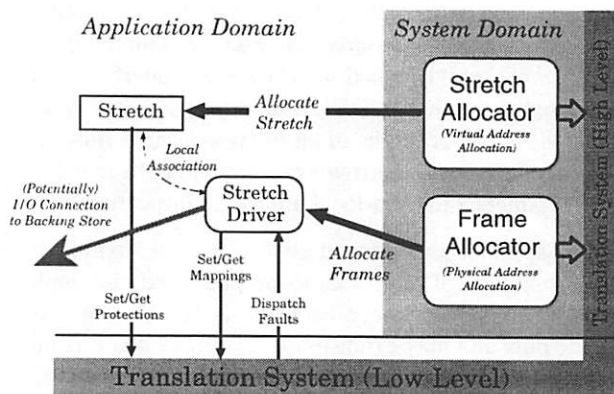 Application Domain
System Domain
Stretch
Allocate
Stretch
Stretch
Allocator
(Virtual Address
Allocation)
Local
Association
(Potentially)
I/O Connection
to Backing Store
Stretch
Driver
Frame
Allocator
(Physical Address
Allocation)
Allocate
Frames
Set/Get
Mappings
Set/Get
Protections
Dispatch
Faults
Translation System (High Level)
Translation System (Low Level)